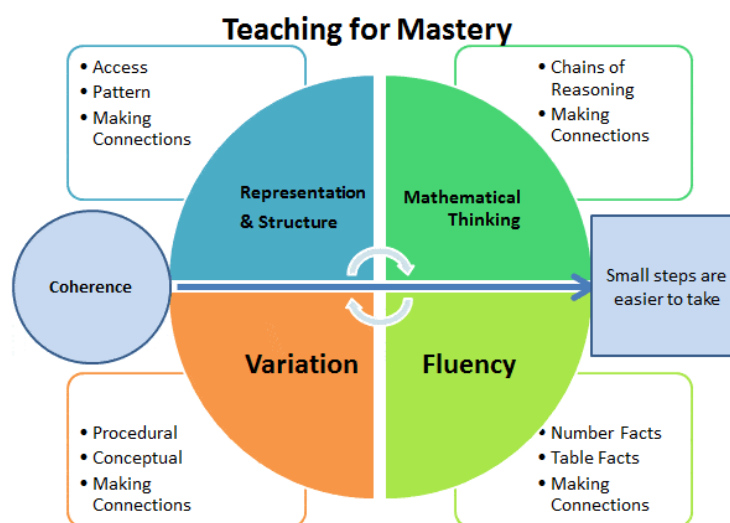 Teaching for Mastery
• Access
• Pattern
• Making
Connections
• Chains of
Reasoning
• Making
Connections
Representation
& Structure
Mathematical
Thinking
Coherence
Small steps are
easier to take
Variation
Fluency
• Procedural
• Conceptual
• Making
Connections
• Number Facts
• Table Facts
• Making
Connections